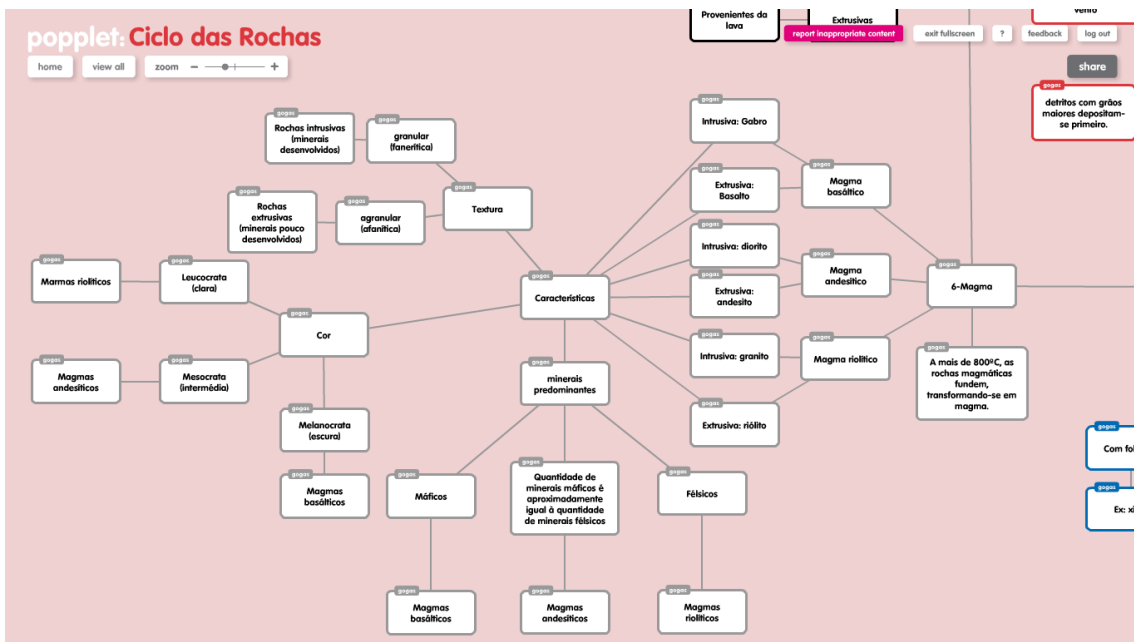 popplet: Ciclo das Rochas
home
view all
zoom
- +
Provenientes da
lava
Extrusivas
vento
report inappropriate content
exit fullscreen
?
feedback
log out
share
gogas
detritos com grãos
maiores depositam-
se primeiro.
gogas
Rochas intrusivas
(minerais
desenvolvidos)
gogas
granular
(fanerítica)
gogas
Rochas
extrusivas
(minerais pouco
desenvolvidos)
gogas
agranular
(afanítica)
gogas
Textura
gogas
Marmas riolíticos
gogas
Leucocrata
(clara)
gogas
Cor
gogas
Magmas
andesíticos
gogas
Mesocrata
(intermédia)
gogas
Melanocrata
(escura)
gogas
Magmas
basálticos
gogas
Características
gogas
minerais
predominantes
gogas
Máficos
gogas
Quantidade de
minerais máficos é
aproximadamente
igual à quantidade
de minerais félsicos
gogas
Félsicos
gogas
Magmas
basálticos
gogas
Magmas
andesíticos
gogas
Magmas
riolíticos
gogas
Intrusiva: Gabro
gogas
Extrusiva:
Basalto
gogas
Magma
basáltico
gogas
Intrusiva: diorito
gogas
Extrusiva:
andesito
gogas
Magma
andesítico
gogas
Intrusiva: granito
gogas
Magma riolítico
gogas
Extrusiva: riólito
gogas
6-Magma
gogas
A mais de 800ºC, as
rochas magmáticas
fundem,
transformando-se em
magma.
gogas
Com fol
gogas
Ex: xi